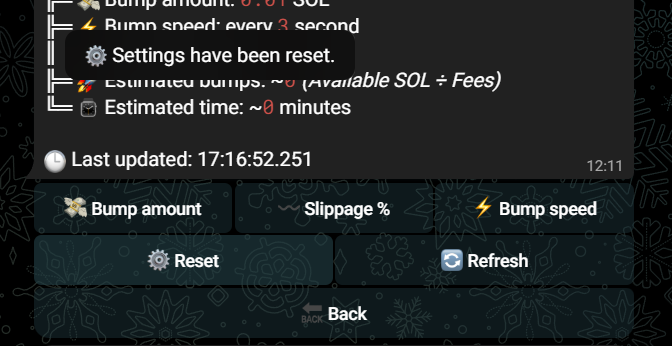 ╠═ 💸 Bump amount: 0.01 SOL
╠═ ⚡ Bump speed: every 3 second
⚙️ Settings have been reset.
╠═ 🚀 Estimated bumps: ~0 (Available SOL ÷ Fees)
╚═ ⏱ Estimated time: ~0 minutes
🕒 Last updated: 17:16:52.251
12:11
💸 Bump amount 〰️ Slippage % ⚡ Bump speed
⚙️ Reset 🔄 Refresh
🔙 Back